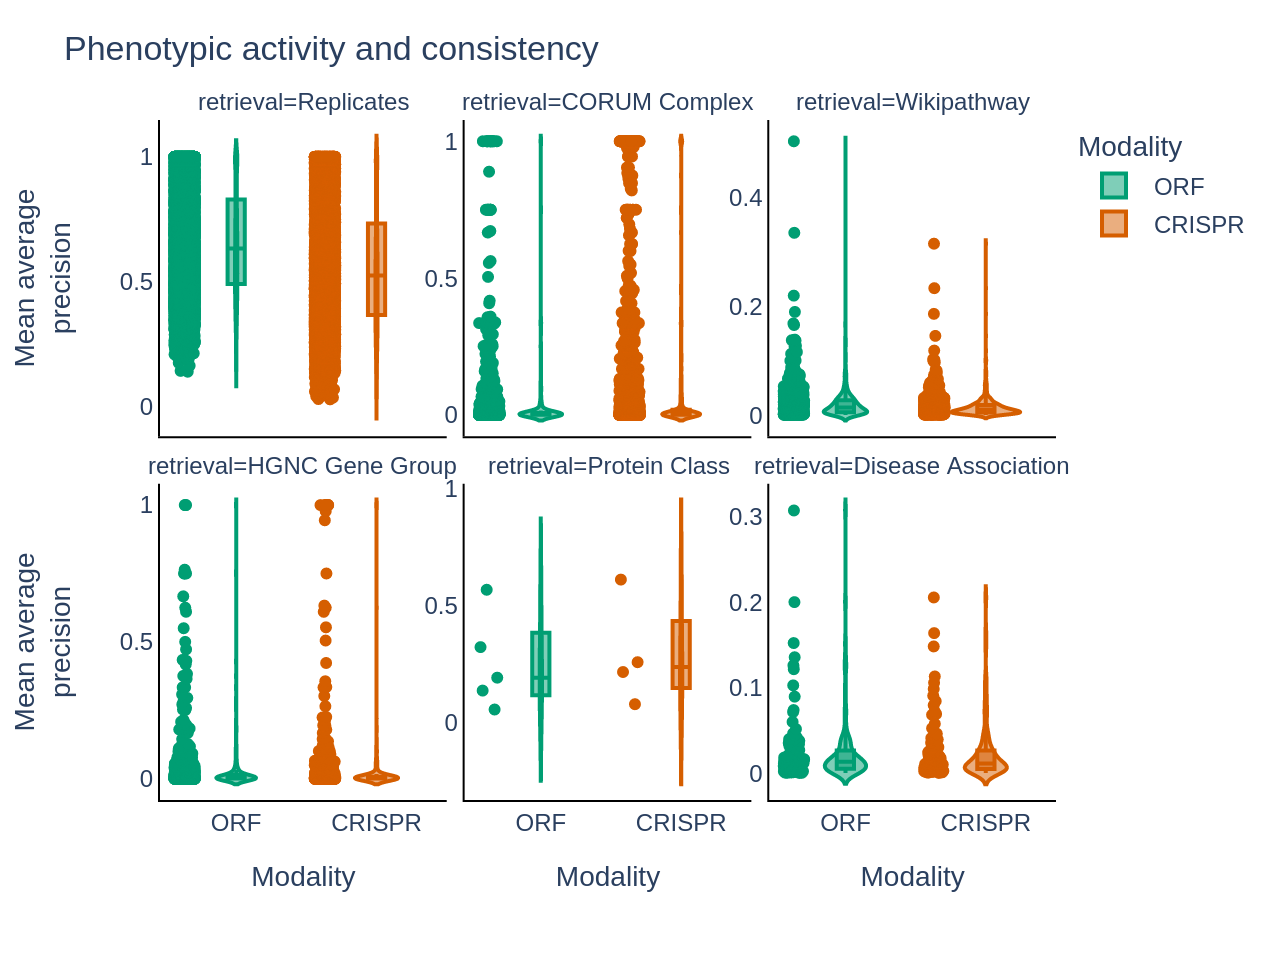 Phenotypic activity and consistency
retrieval=Replicates
retrieval=CORUM Complex
retrieval=Wikipathway
Modality
ORF
CRISPR
Mean average
precision
1
0.5
0
1
0.5
0
0.4
0.2
0
retrieval=HGNC Gene Group
retrieval=Protein Class
retrieval=Disease Association
Mean average
precision
1
0.5
0
1
0.5
0
0.3
0.2
0.1
0
ORF
CRISPR
ORF
CRISPR
ORF
CRISPR
Modality
Modality
Modality